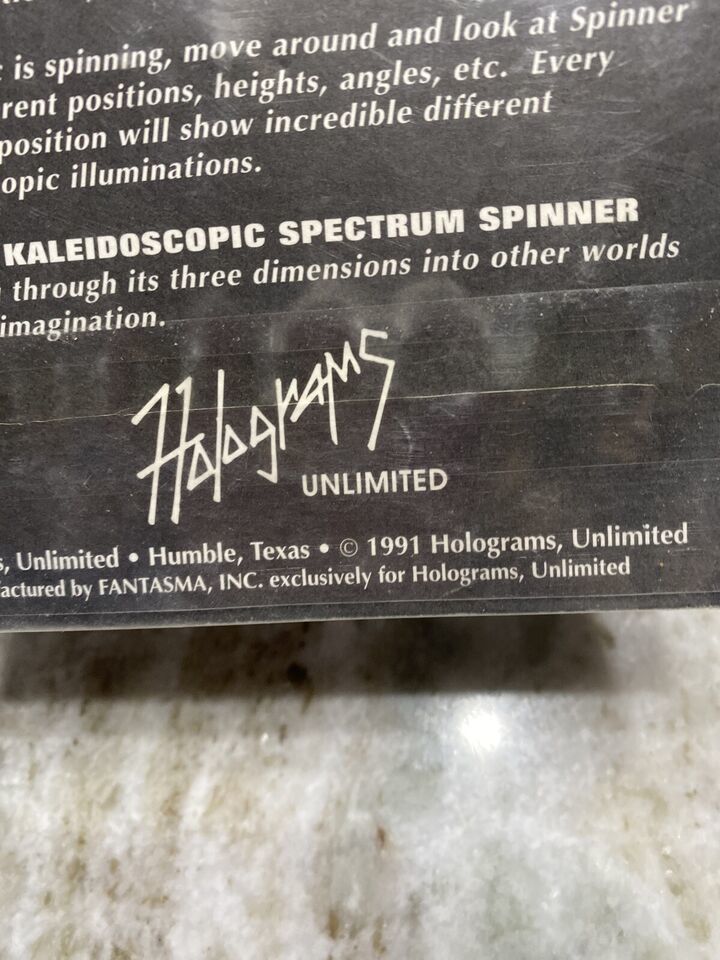 is spinning, move around and look at Spinner
rent positions, heights, angles, etc. Every
position will show incredible different
opic illuminations.
KALEIDOSCOPIC SPECTRUM SPINNER
through its three dimensions into other worlds
imagination.
Holograms
UNLIMITED
s, Unlimited • Humble, Texas • © 1991 Holograms, Unlimited
actured by FANTASMA, INC. exclusively for Holograms, Unlimited